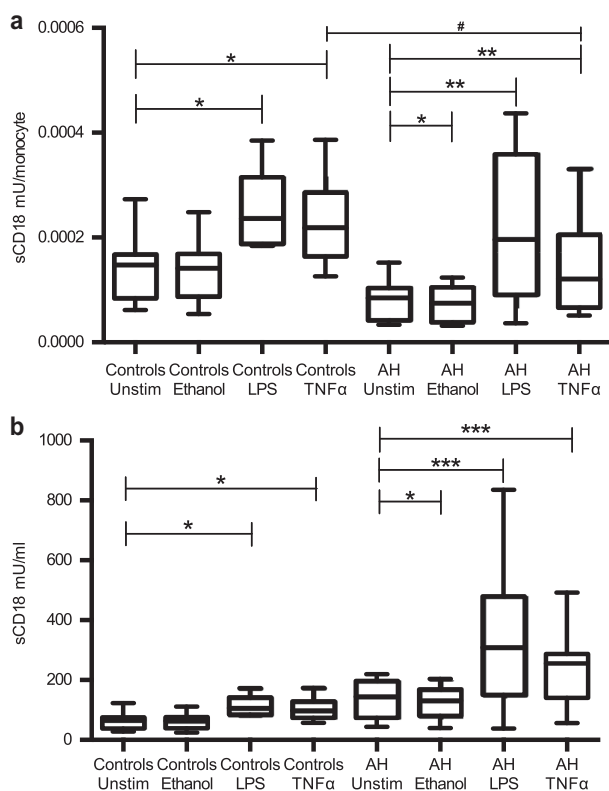 a
sCD18 mU/monocyte
0.0006
0.0004
0.0002
0.0000
#
*
**
*
**
*
Controls Controls Controls Controls AH AH AH AH
Unstim Ethanol LPS TNFα Unstim Ethanol LPS TNFα
b
sCD18 mU/ml
1000
800
600
400
200
0
***
***
*
*
*
Controls Controls Controls Controls AH AH AH AH
Unstim Ethanol LPS TNFα Unstim Ethanol LPS TNFα